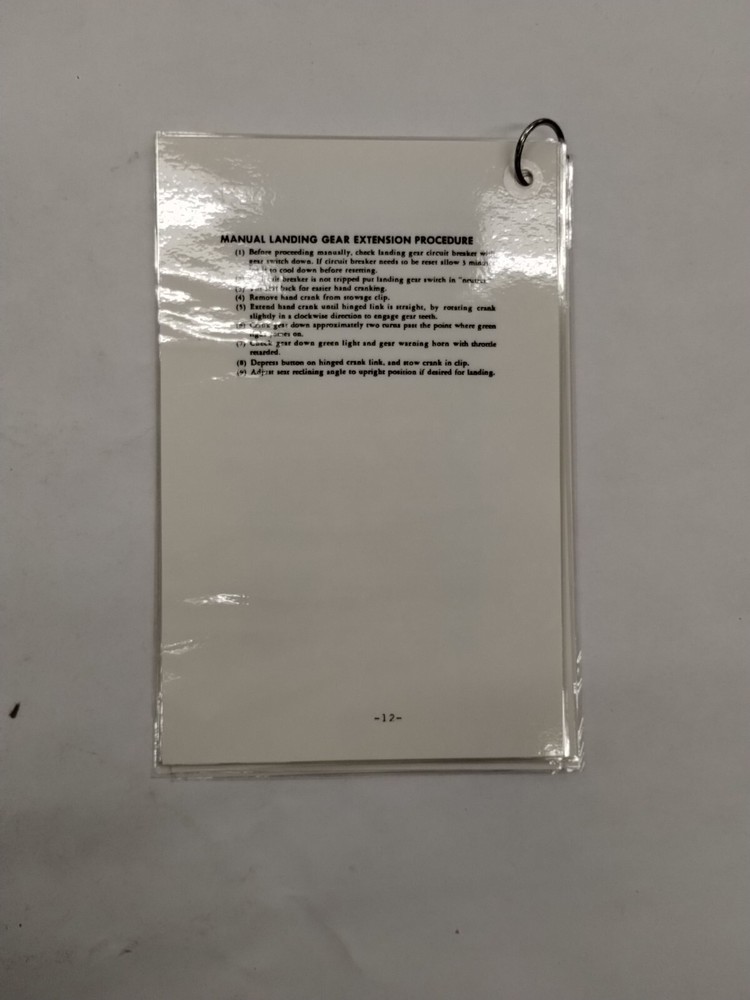 MANUAL LANDING GEAR EXTENSION PROCEDURE
(1) Before proceeding manually, check landing gear circuit breaker
gear switch down. If circuit breaker needs to be reset allow 5
to cool down before resetting.
breaker is not tripped put landing gear switch in
back for easier hand cranking.
(4) Remove hand crank from stowage clip.
(5) Extend hand crank until hinged link is straight, by rotating crank
slightly in a clockwise direction to engage gear teeth.
(6) Crank gear down approximately two turns past the point where green
on.
(7) Check gear down green light and gear warning horn with throttle
retarded.
(8) Depress button on hinged crank link, and stow crank in clip.
(9) Adjust seat reclining angle to upright position if desired for landing.
-12-